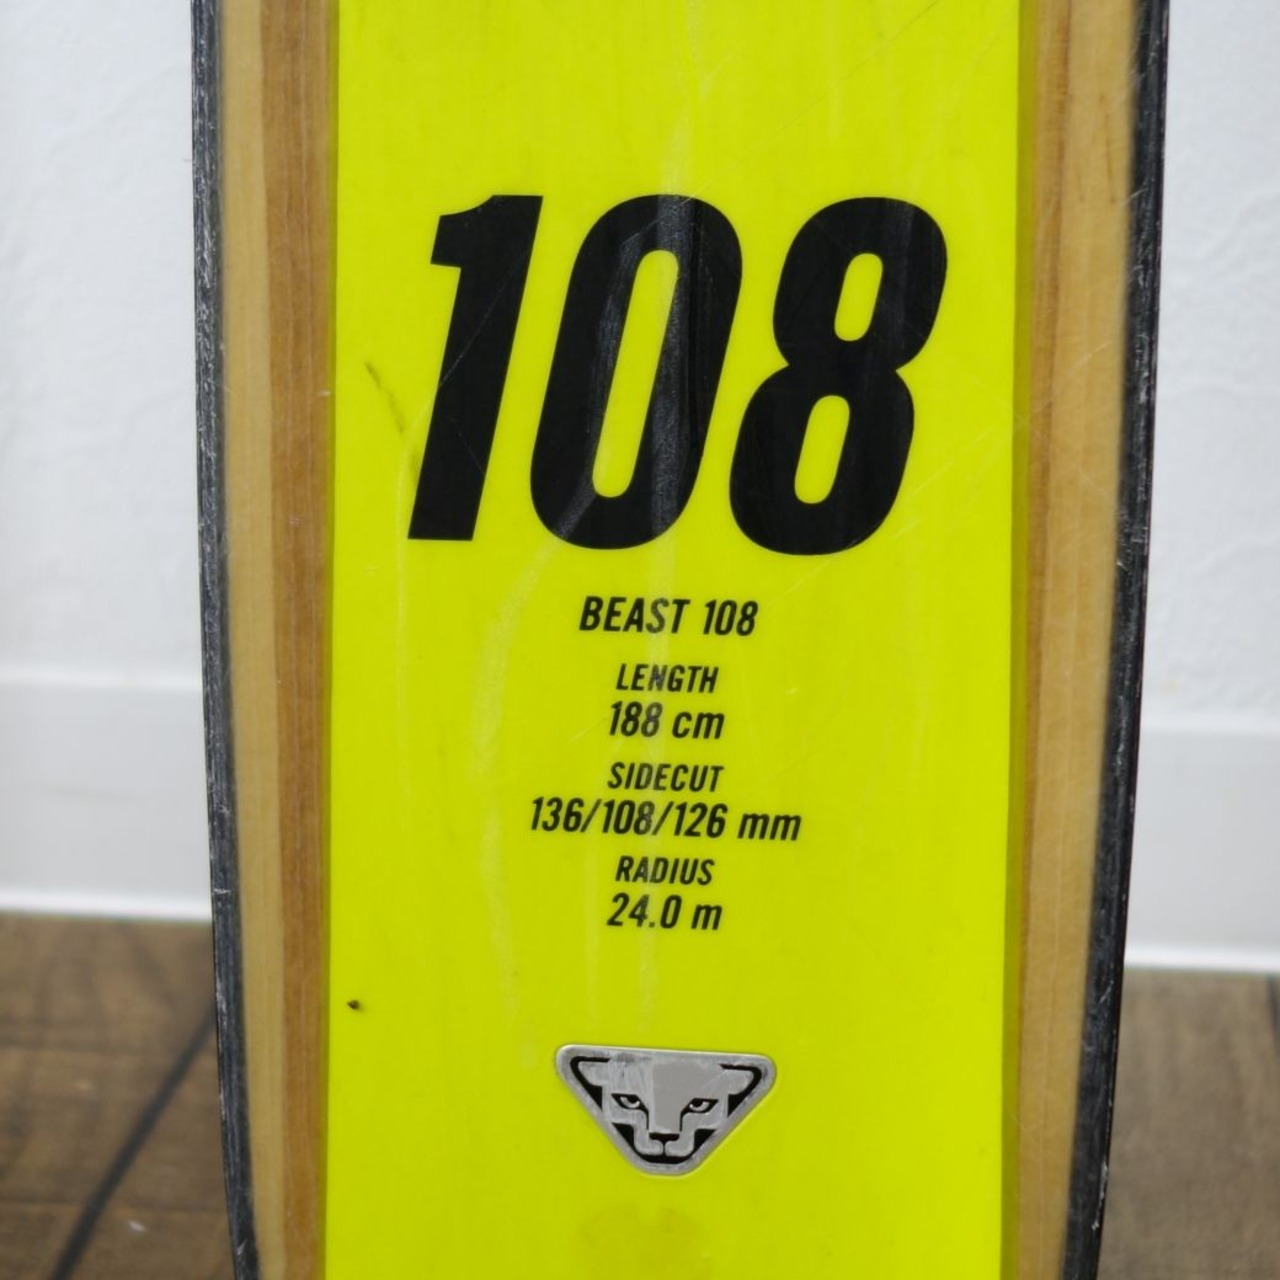 108
BEAST 108
LENGTH
188 cm
SIDECUT
136/108/126 mm
RADIUS
24.0 m